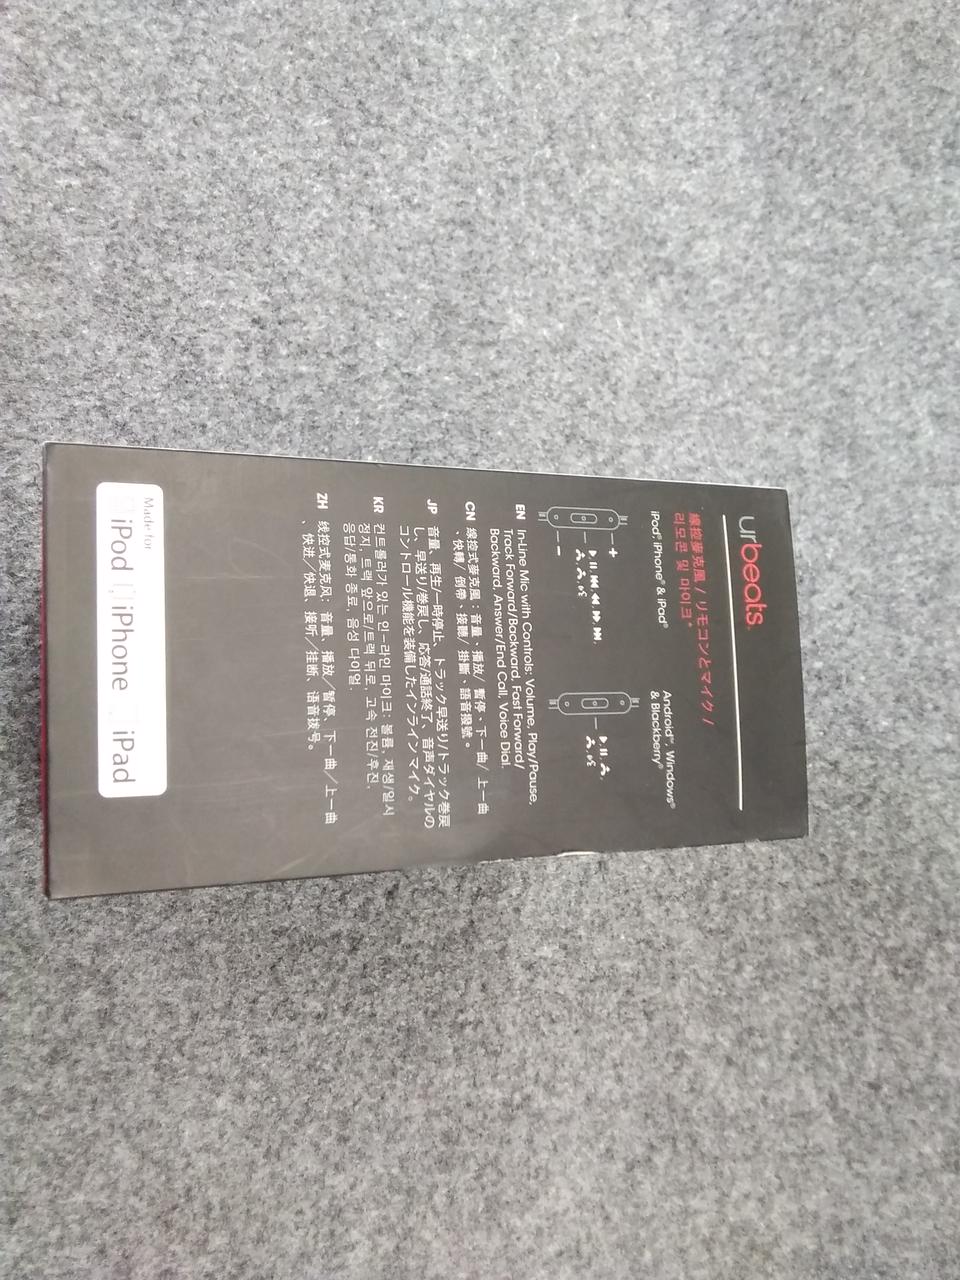 urbeats
線控麥克風 / リモコンとマイク /
리모콘 및 마이크*
iPod®, iPhone® & iPad®
Android™, Windows®
& Blackberry®
+
−
EN In-Line Mic with Controls: Volume, Play/Pause,
Track Forward/Backward, Fast Forward/
Backward, Answer/End Call, Voice Dial.
CN 線控式麥克風：音量、播放/ 暫停、下一曲/ 上一曲
、快轉/ 倒帶、接聽/ 掛斷、語音撥號。
JP 音量、再生/一時停止、トラック早送り/トラック巻戻
し、早送り/巻戻し、応答/通話終了、音声ダイヤルの
コントロール機能を装備したインラインマイク。
KR 컨트롤러가 있는 인-라인 마이크: 볼륨, 재생/일시
정지, 트랙 앞으로/트랙 뒤로, 고속 전진/후진,
응답/통화 종료, 음성 다이얼.
ZH 线控式麦克风：音量、播放／暂停、下一曲／上一曲
、快进／快退、接听／挂断、语音拨号。
Made for
iPod iPhone iPad